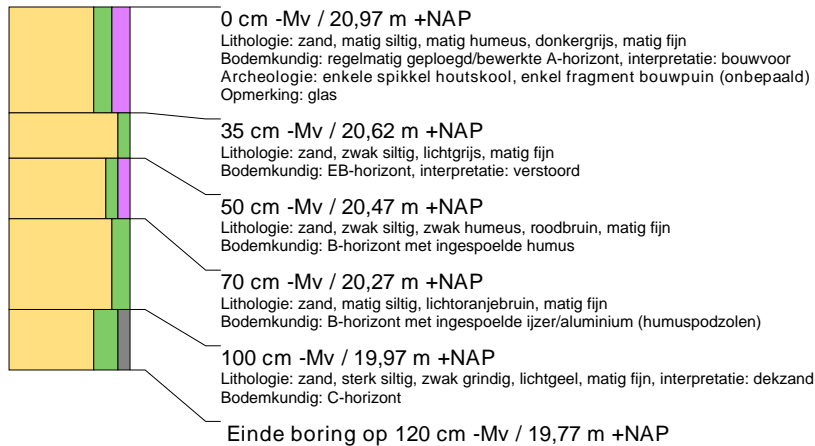 0 cm -Mv / 20,97 m +NAP
Lithologie: zand, matig siltig, matig humeus, donkergrijs, matig fijn
Bodemkundig: regelmatig geploegd/bewerkte A-horizont, interpretatie: bouwvoor
Archeologie: enkele spikkel houtskool, enkel fragment bouwpuin (onbepaald)
Opmerking: glas
35 cm -Mv / 20,62 m +NAP
Lithologie: zand, zwak siltig, lichtgrijs, matig fijn
Bodemkundig: EB-horizont, interpretatie: verstoord
50 cm -Mv / 20,47 m +NAP
Lithologie: zand, zwak siltig, zwak humeus, roodbruin, matig fijn
Bodemkundig: B-horizont met ingespoelde humus
70 cm -Mv / 20,27 m +NAP
Lithologie: zand, matig siltig, lichtoranjebruin, matig fijn
Bodemkundig: B-horizont met ingespoelde ijzer/aluminium (humuspodzolen)
100 cm -Mv / 19,97 m +NAP
Lithologie: zand, sterk siltig, zwak grindig, lichtgeel, matig fijn, interpretatie: dekzand
Bodemkundig: C-horizont
Einde boring op 120 cm -Mv / 19,77 m +NAP